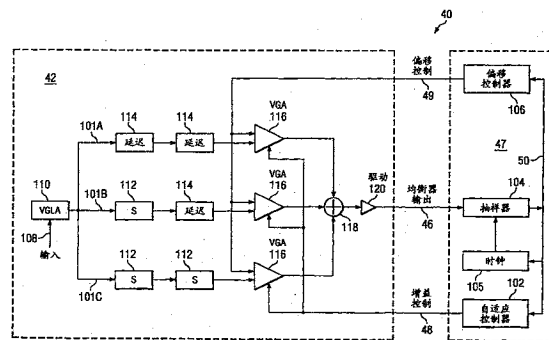 40
42
47
偏移
控制
49
偏移
控制器
106
50
101A
114
延迟
114
延迟
VGA
116
110
VGLA
108
输入
101B
112
S
114
延迟
VGA
116
118
驱动
120
均衡器
输出
46
104
抽样器
时钟
105
101C
112
S
112
S
VGA
116
增益
控制
48
102
自适应
控制器